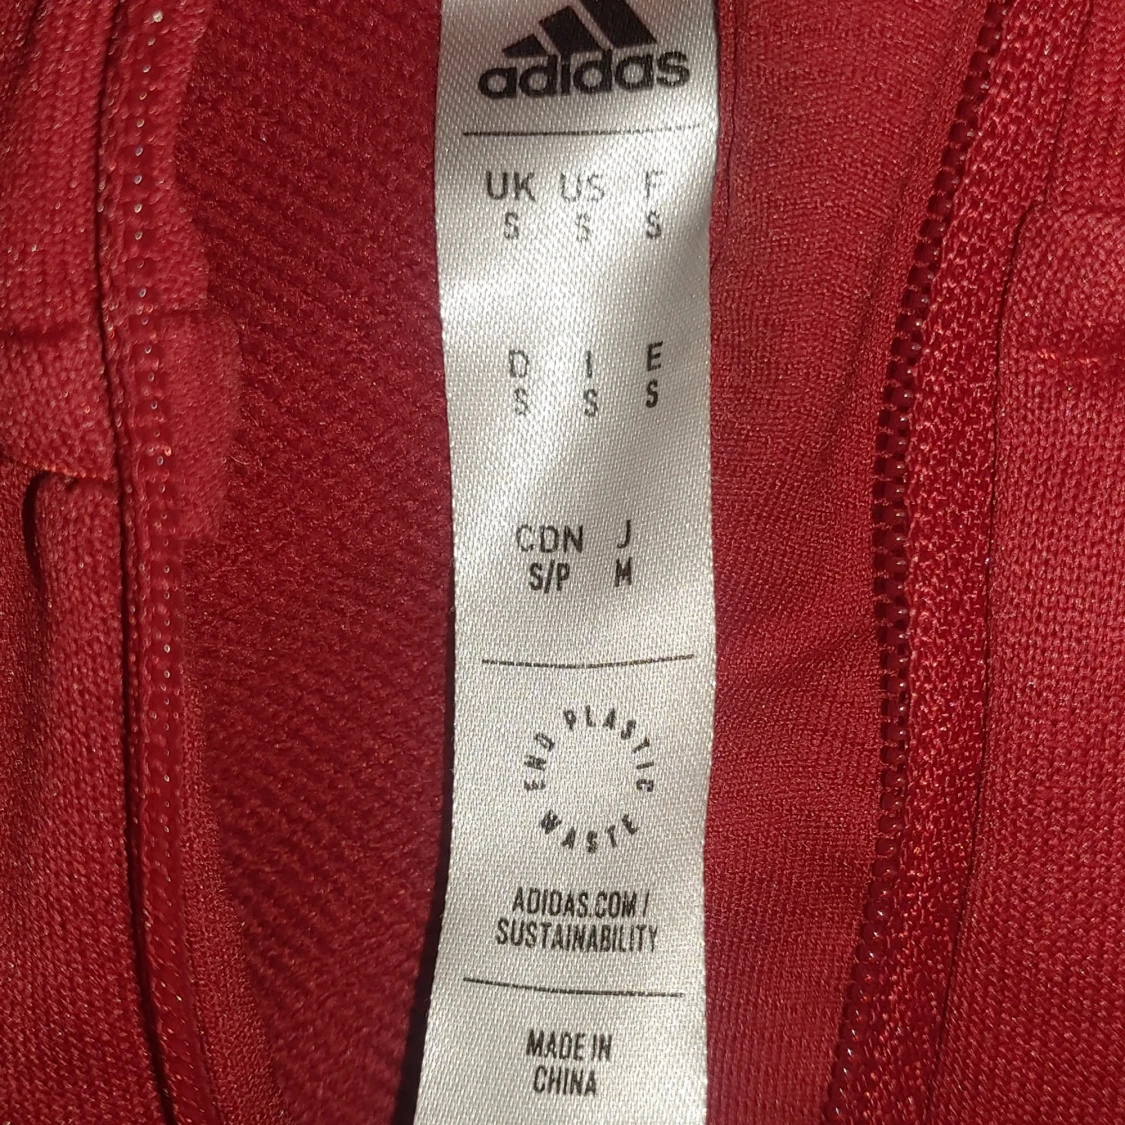 adidas
UK US F
S S S
D I E
S S S
CDN J
S/P M
END PLASTIC WASTE
ADIDAS.COM/
SUSTAINABILITY
MADE IN
CHINA